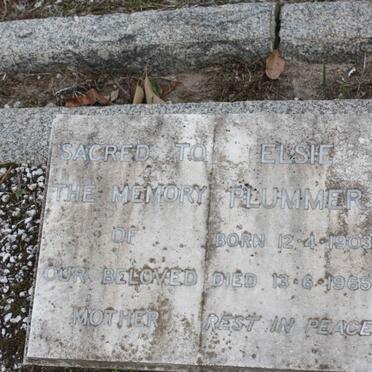 SACRED TO
THE MEMORY
OF
OUR BELOVED
MOTHER
ELSIE
PLUMMER
BORN 12.4.1903
DIED 13.6.1985
REST IN PEACE